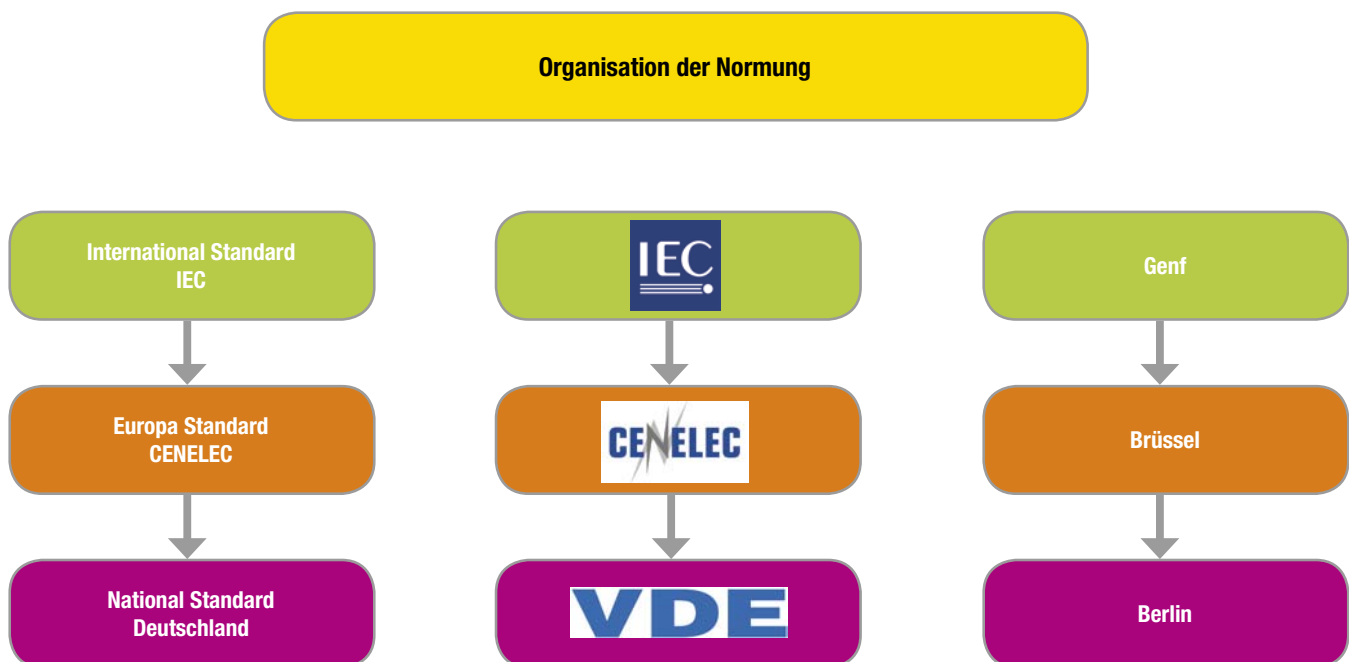 Organisation der Normung
International Standard
IEC
IEC
Genf
Europa Standard
CENELEC
CENELEC
Brüssel
National Standard
Deutschland
VDE
Berlin